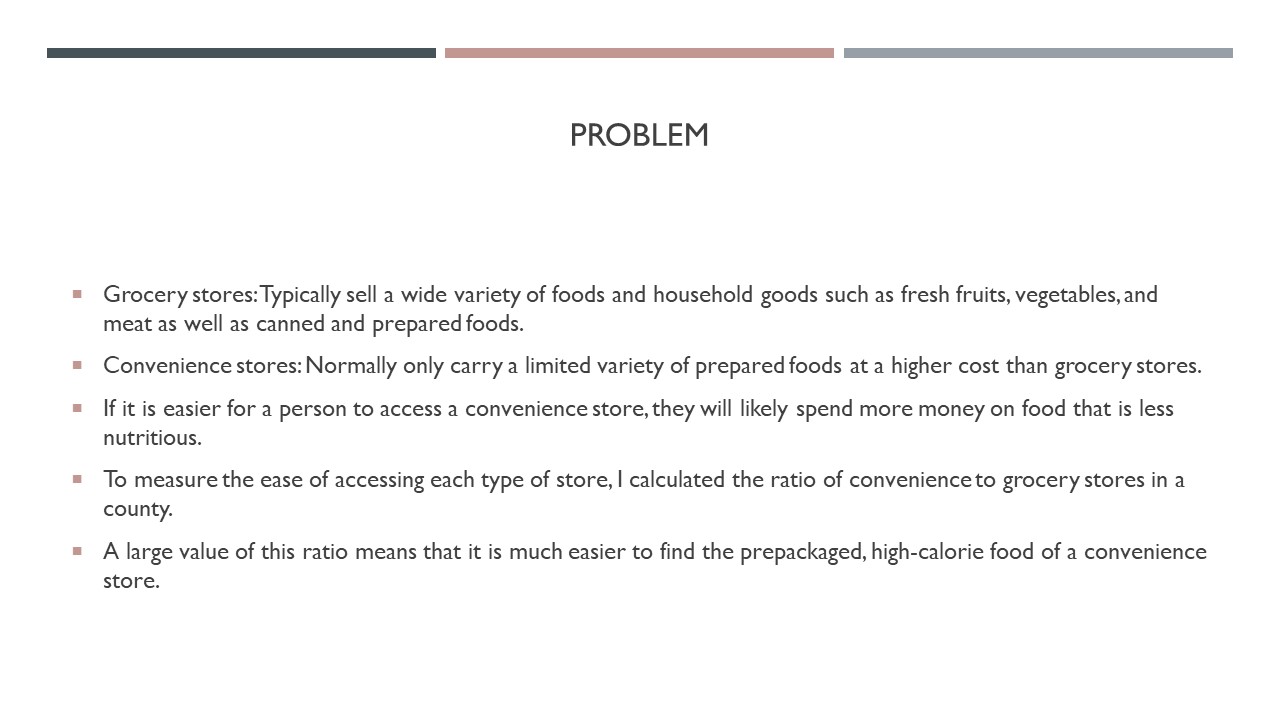 PROBLEM
Grocery stores: Typically sell a wide variety of foods and household goods such as fresh fruits, vegetables, and
meat as well as canned and prepared foods.
Convenience stores: Normally only carry a limited variety of prepared foods at a higher cost than grocery stores.
If it is easier for a person to access a convenience store, they will likely spend more money on food that is less
nutritious.
To measure the ease of accessing each type of store, I calculated the ratio of convenience to grocery stores in a
county.
A large value of this ratio means that it is much easier to find the prepackaged, high-calorie food of a convenience
store.